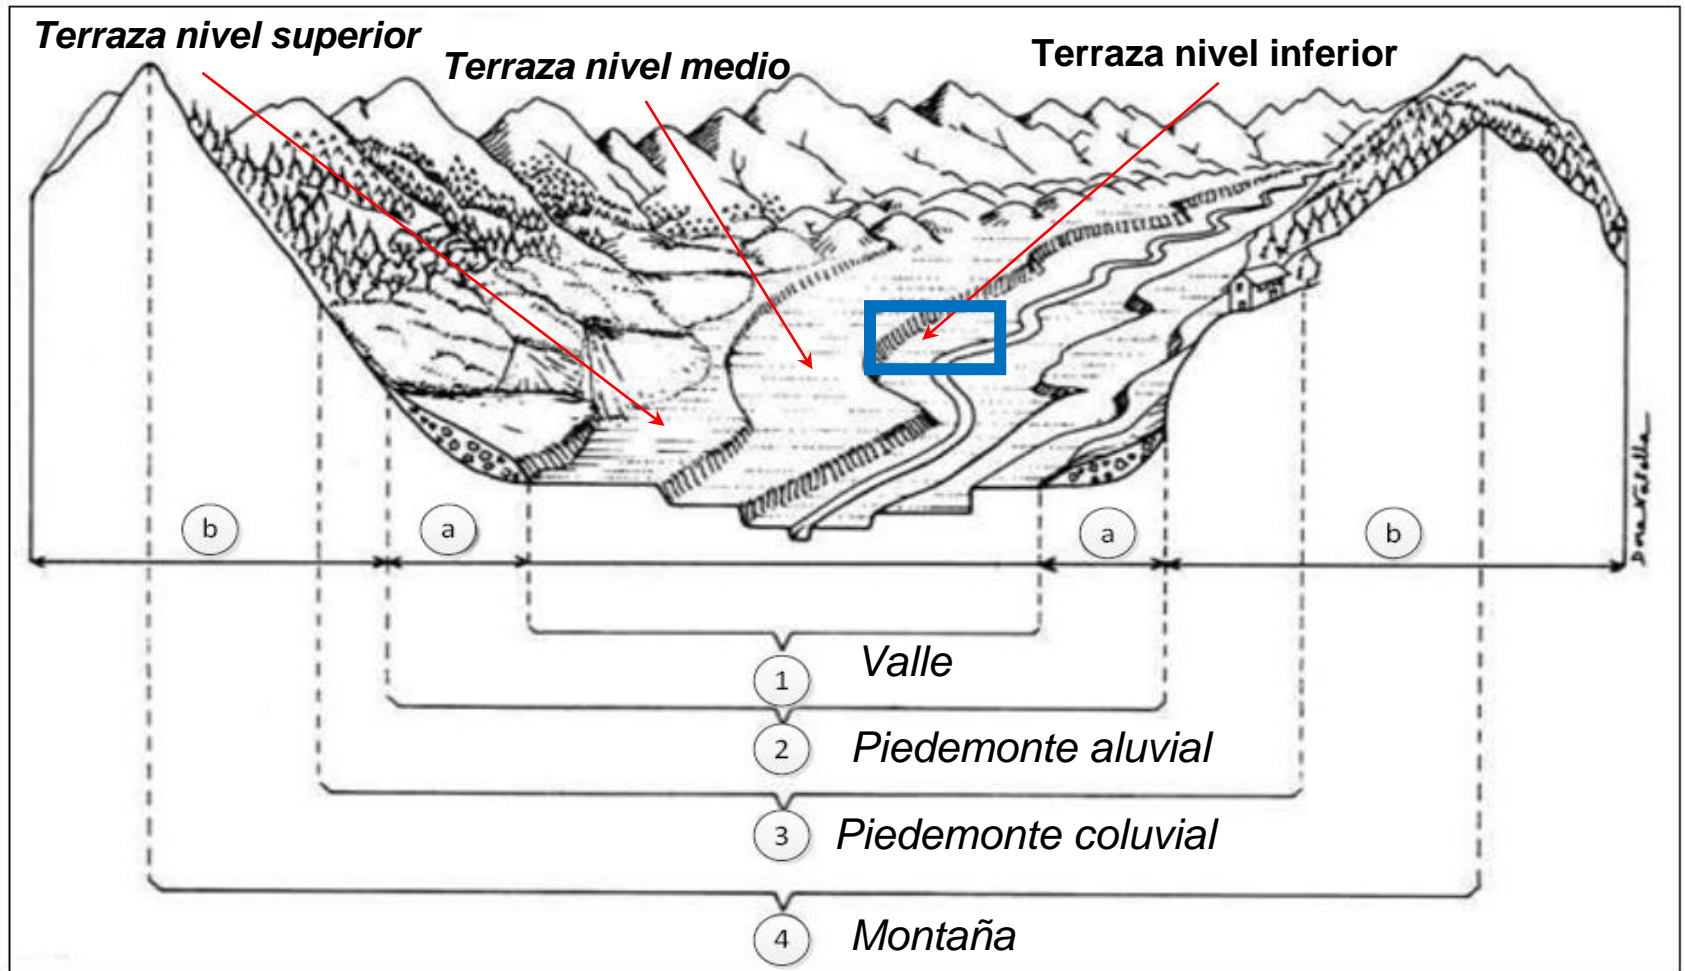 Terraza nivel superior
Terraza nivel medio
Terraza nivel inferior
b
a
a
b
1
Valle
2
Piedemonte aluvial
3
Piedemonte coluvial
4
Montaña